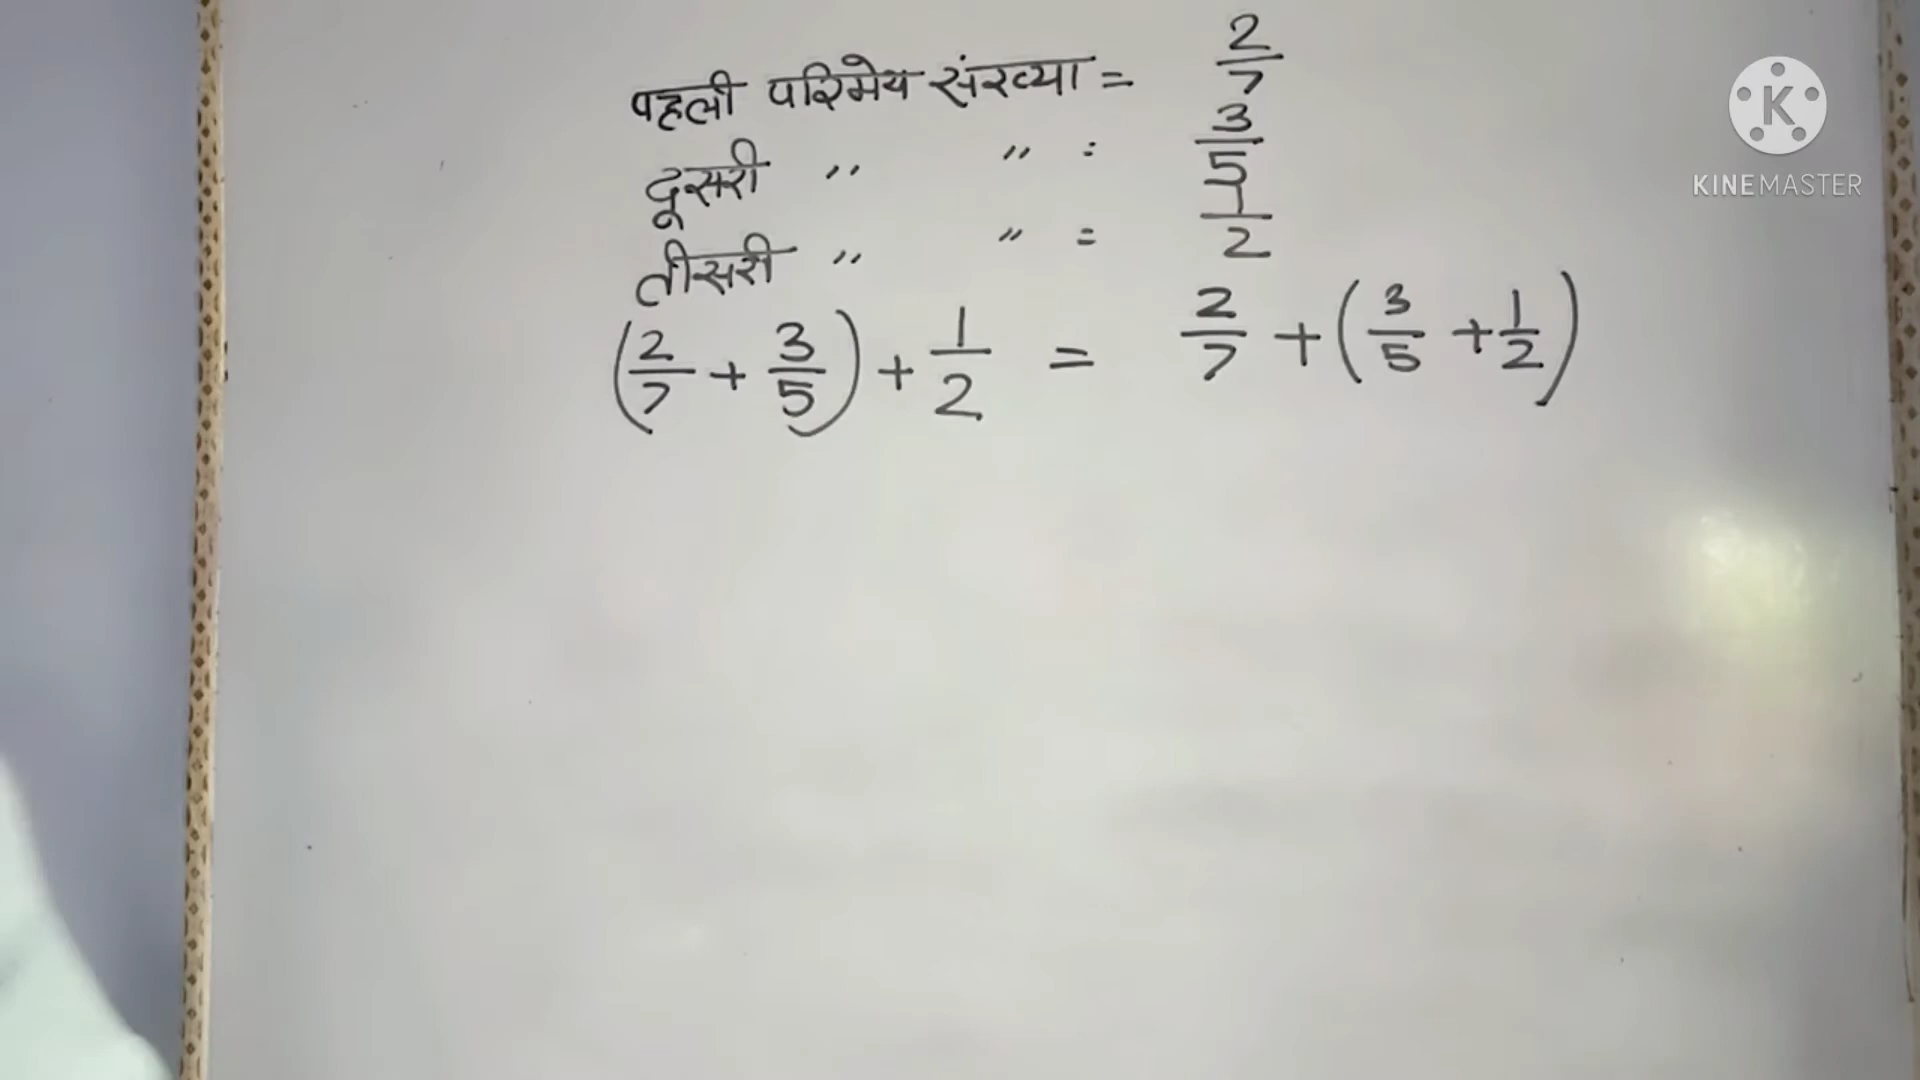 पहली परिमेय संख्या = 2/7
दूसरी " " = 3/5
तीसरी " " = 1/2
(2/7 + 3/5) + 1/2 = 2/7 + (3/5 + 1/2)
K
KINEMASTER